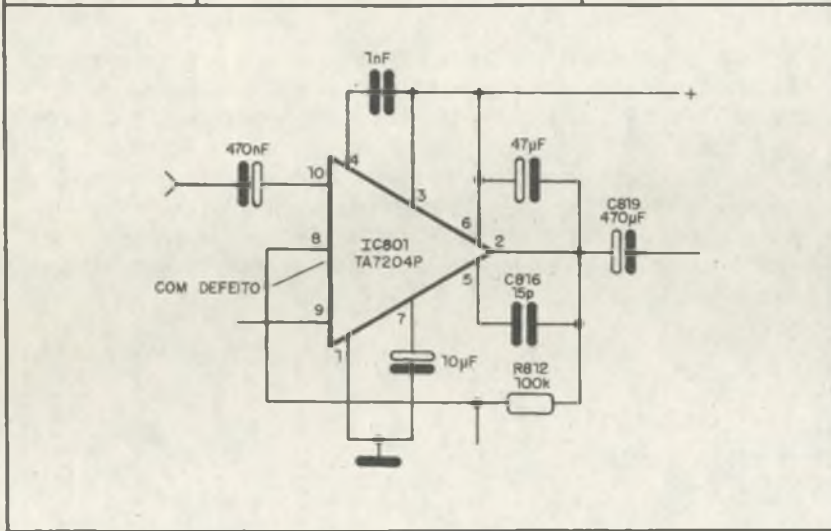 1nF
+
470nF
47µF
4
10
3
C819
470µF
6
8
IC801
TA7204P
2
COM DEFEITO
5
C816
15p
9
7
1
10µF
R812
100k